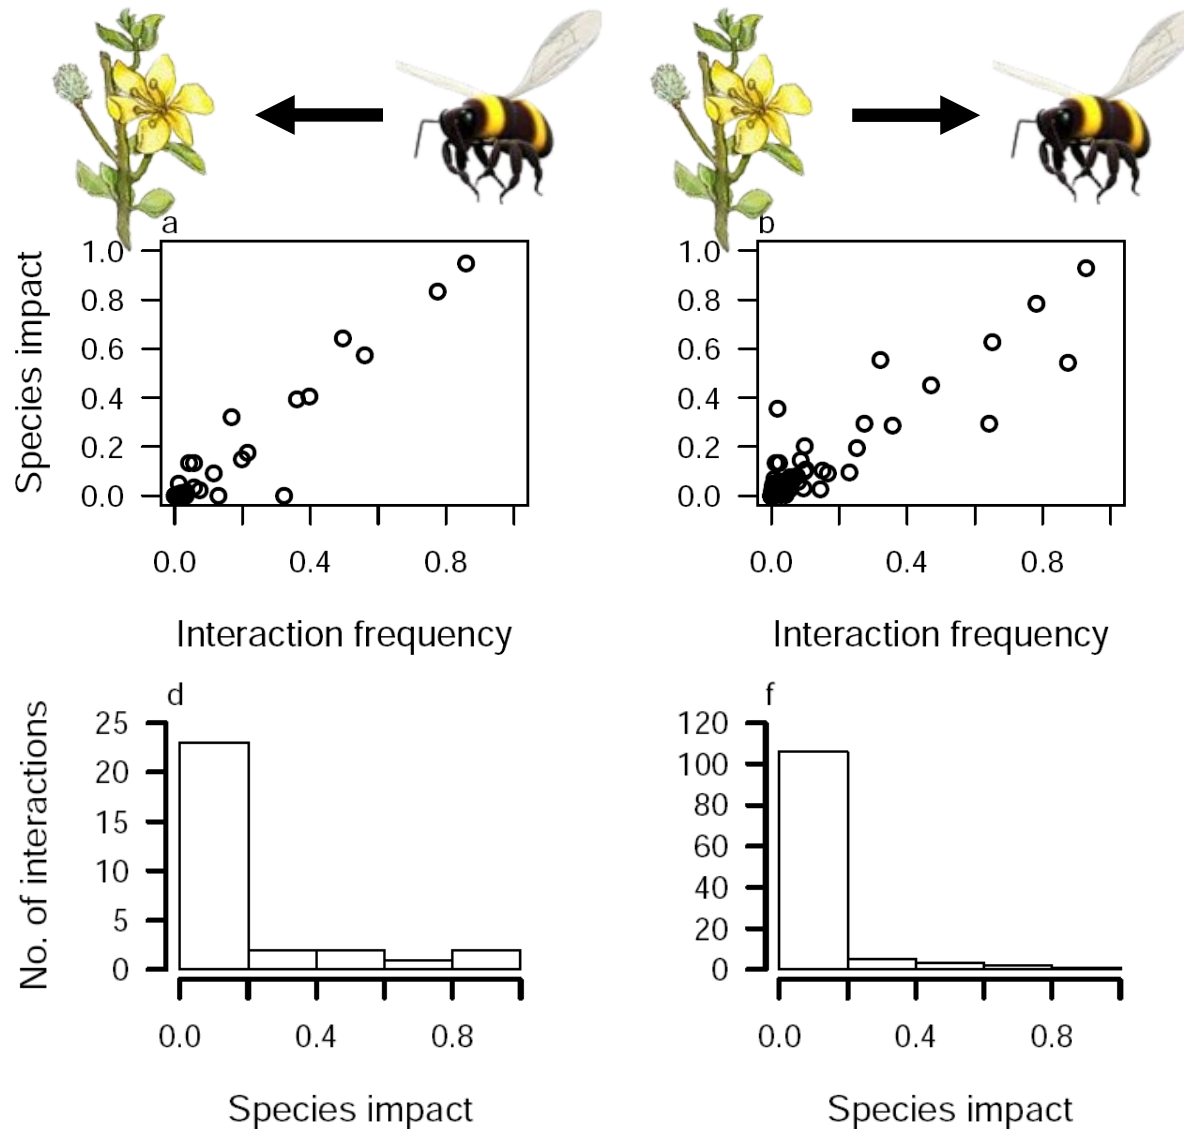 a
b
Species impact
1.0
0.8
0.6
0.4
0.2
0.0
1.0
0.8
0.6
0.4
0.2
0.0
0.0 0.4 0.8
0.0 0.4 0.8
Interaction frequency
Interaction frequency
d
f
No. of interactions
25
20
15
10
5
0
120
100
80
60
40
20
0
0.0 0.4 0.8
0.0 0.4 0.8
Species impact
Species impact